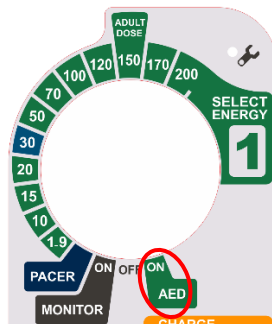 ADULT
DOSE
100 120 150 170 200
70
50
30
20
15
10
1-9
SELECT
ENERGY
1
PACER
ON OFF ON
MONITOR
AED
CHARGE